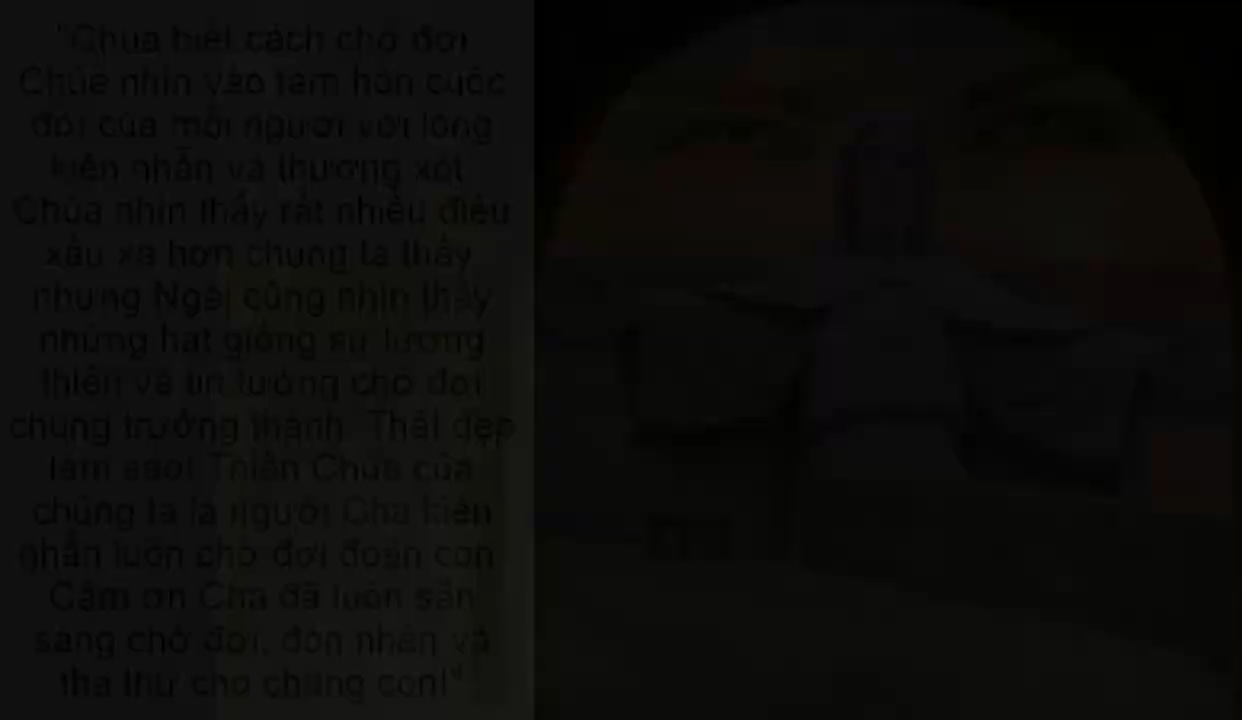 "Chúa biết cách chờ đợi
Chúa nhìn vào tâm hồn cuộc
đời của mỗi người với lòng
kiên nhẫn và thương xót
Chúa nhìn thấy rất nhiều điều
xấu xa hơn chúng ta thấy
nhưng Ngài cũng nhìn thấy
những hạt giống sự lương
thiện và tin tưởng chờ đợi
chúng trưởng thành. Thật đẹp
làm sao! Thiên Chúa của
chúng ta là người Cha kiên
nhẫn luôn chờ đợi đoàn con
Cảm ơn Cha đã luôn sẵn
sàng chờ đợi, đón nhận và
tha thứ cho chúng con!"